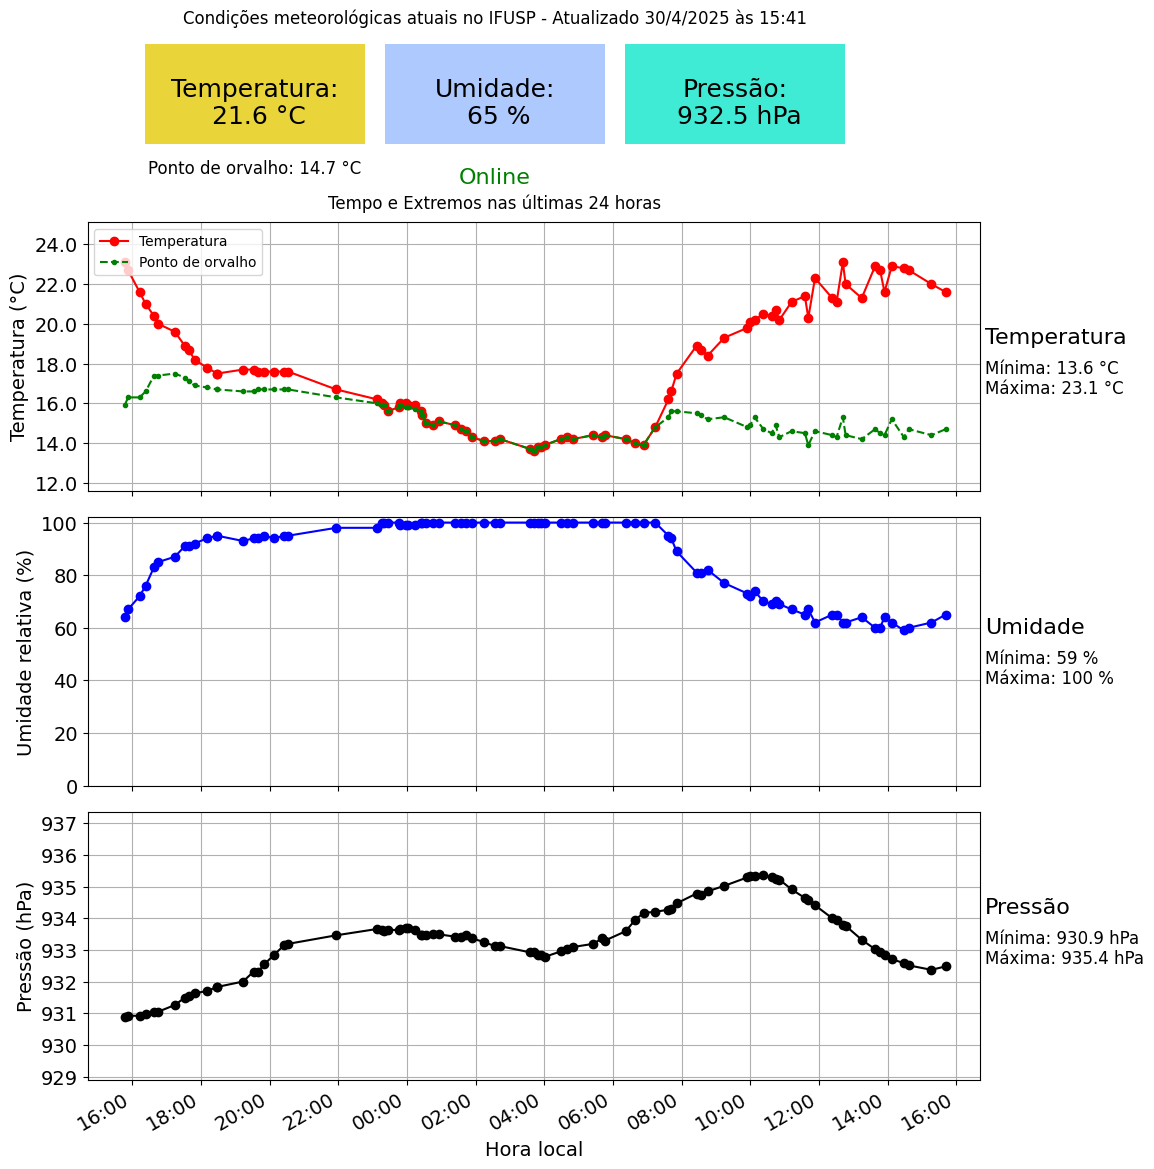 Condições meteorológicas atuais no IFUSP - Atualizado 30/4/2025 às 15:41
Temperatura:
21.6 °C
Umidade:
65 %
Pressão:
932.5 hPa
Ponto de orvalho: 14.7 °C
Online
Tempo e Extremos nas últimas 24 horas
Temperatura
Ponto de orvalho
Temperatura (°C)
24.0
22.0
20.0
18.0
16.0
14.0
12.0
Temperatura
Mínima: 13.6 °C
Máxima: 23.1 °C
Umidade relativa (%)
100
80
60
40
20
0
Umidade
Mínima: 59 %
Máxima: 100 %
Pressão (hPa)
937
936
935
934
933
932
931
930
929
Pressão
Mínima: 930.9 hPa
Máxima: 935.4 hPa
16:00
18:00
20:00
22:00
00:00
02:00
04:00
06:00
08:00
10:00
12:00
14:00
16:00
Hora local